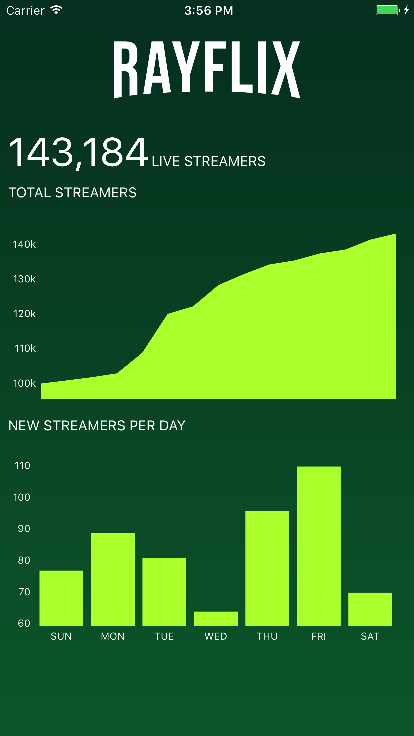 Carrier 3:56 PM
RAYFLIX
143,184 LIVE STREAMERS
TOTAL STREAMERS
140k
130k
120k
110k
100k
NEW STREAMERS PER DAY
110
100
90
80
70
60
SUN MON TUE WED THU FRI SAT